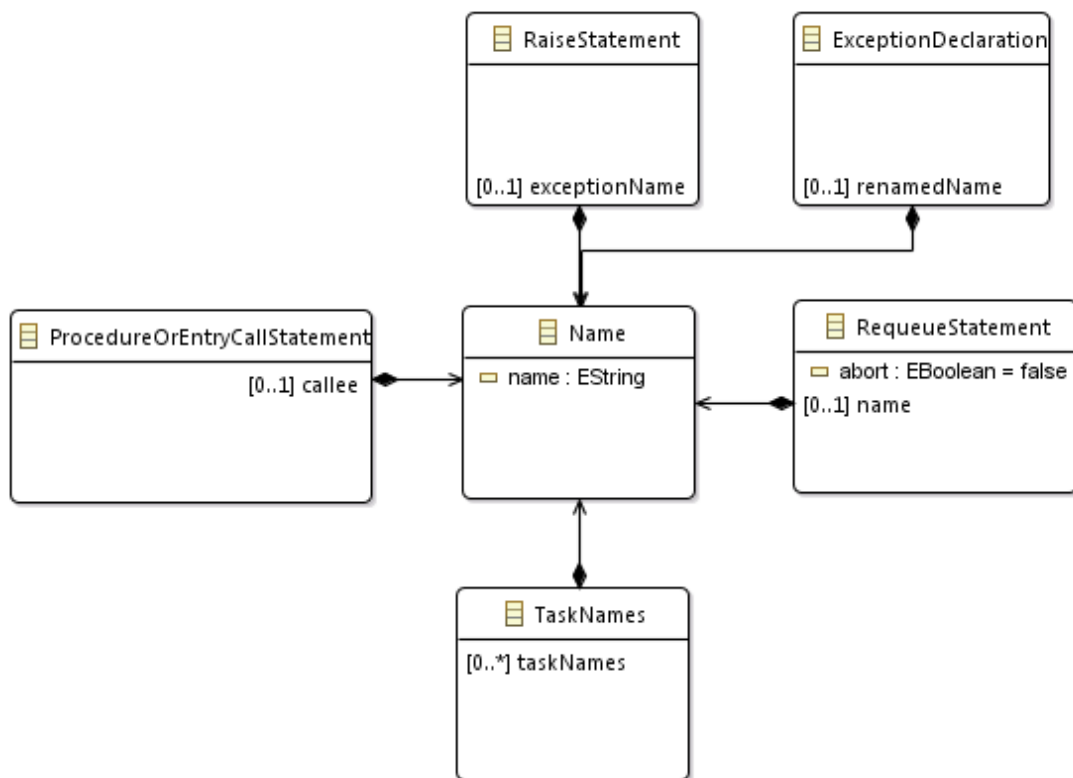 RaiseStatement
[0..1] exceptionName
ExceptionDeclaration
[0..1] renamedName
ProcedureOrEntryCallStatement
[0..1] callee
Name
name : EString
RequeueStatement
abort : EBoolean = false
[0..1] name
TaskNames
[0..*] taskNames